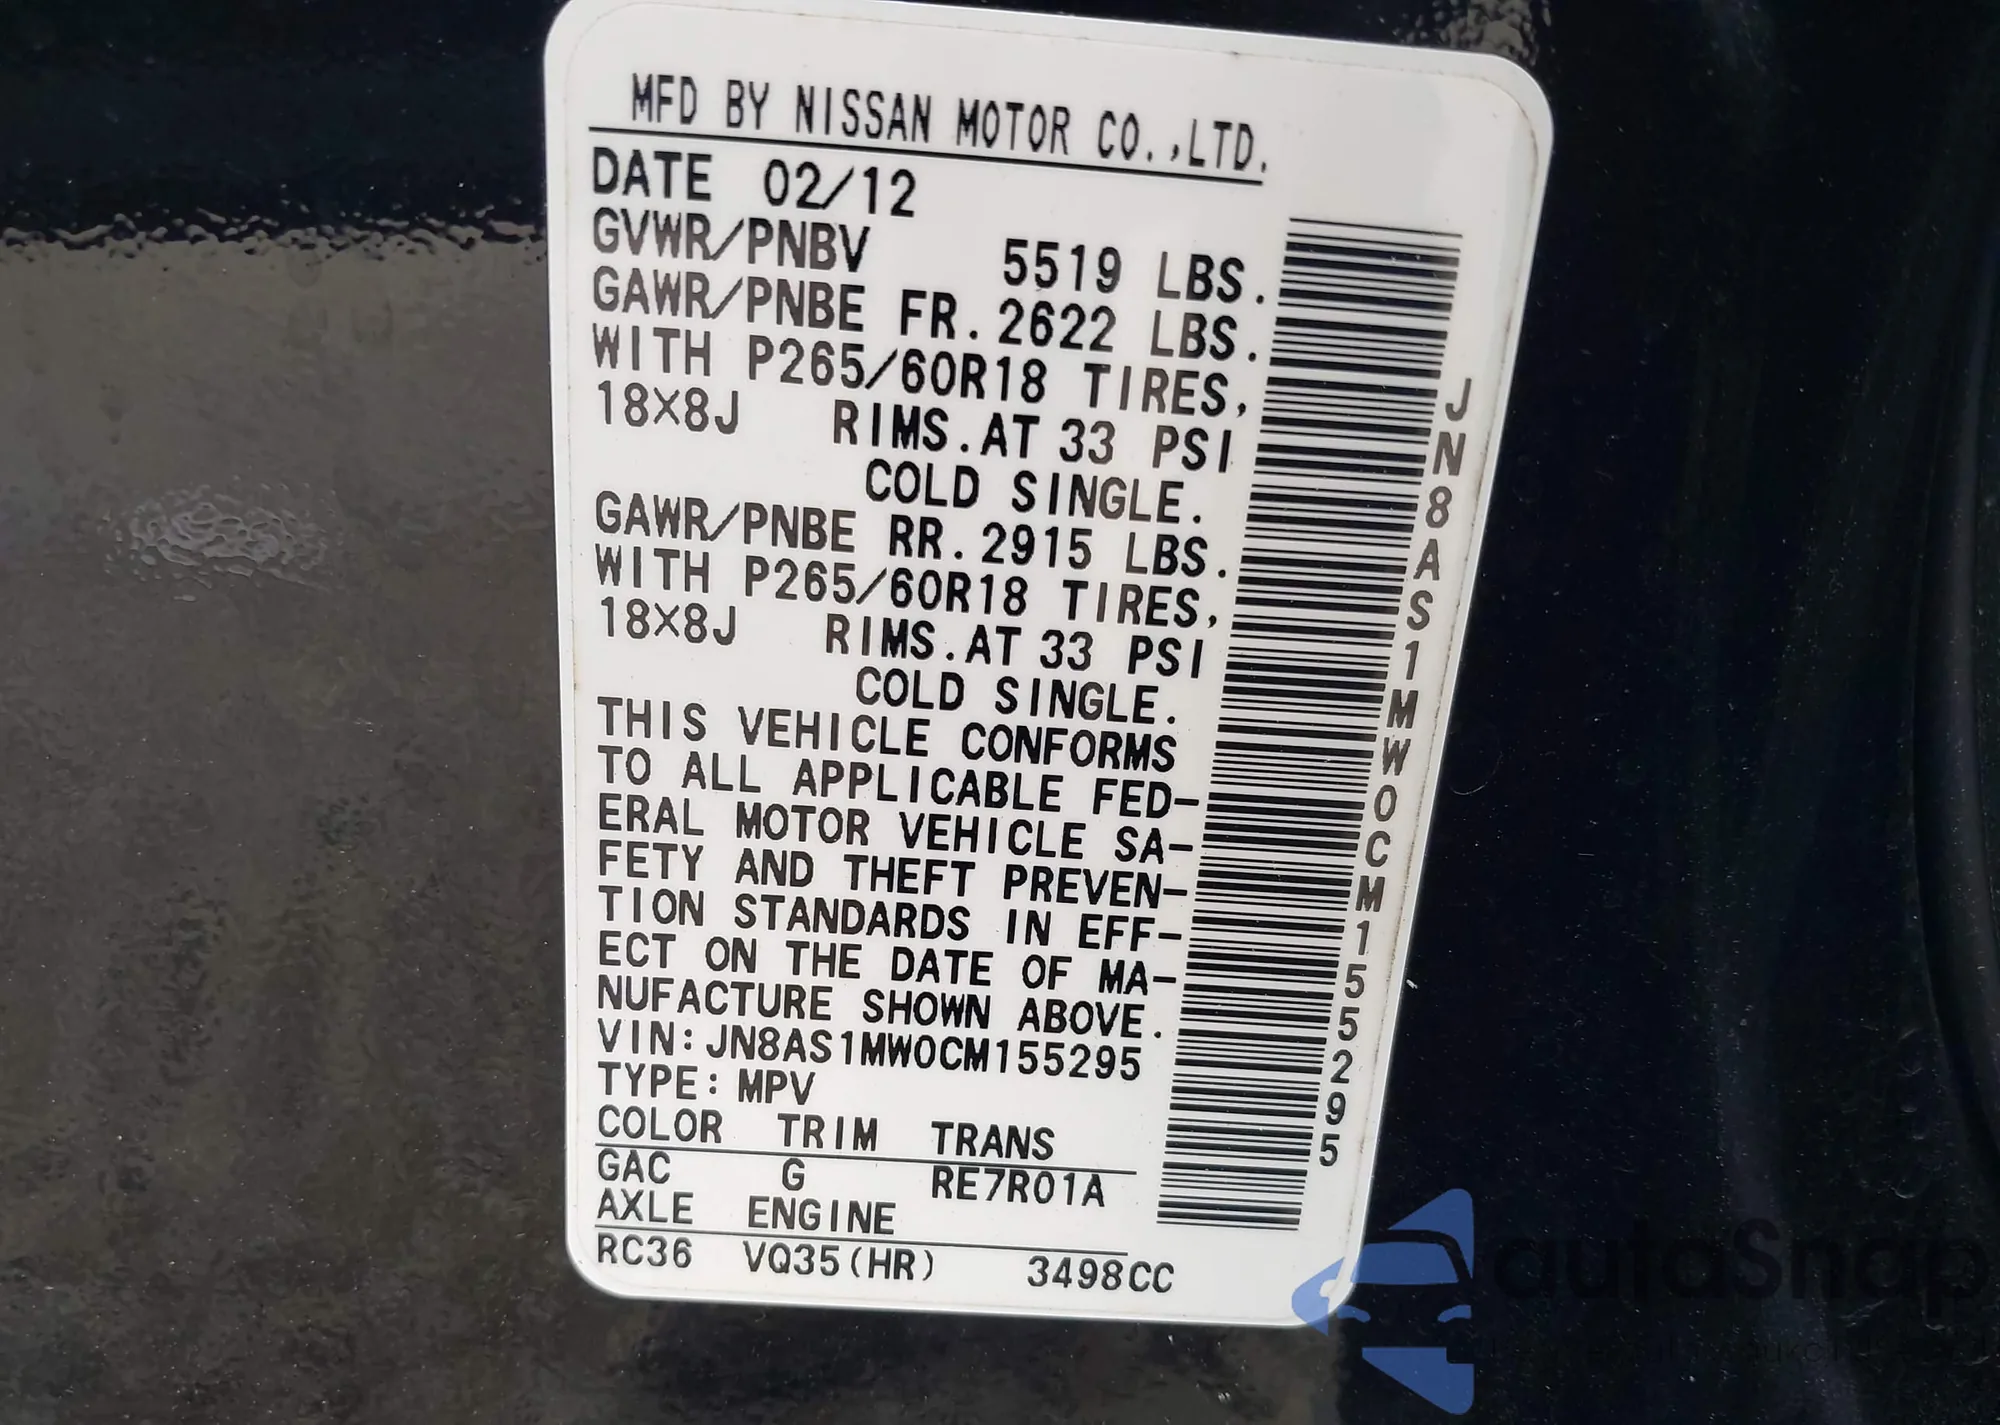 MFD BY NISSAN MOTOR CO.,LTD.
DATE 02/12
GVWR/PNBV 5519 LBS.
GAWR/PNBE FR. 2622 LBS.
WITH P265/60R18 TIRES,
18×8J RIMS. AT 33 PSI
COLD SINGLE.
GAWR/PNBE RR. 2915 LBS.
WITH P265/60R18 TIRES,
18×8J RIMS. AT 33 PSI
COLD SINGLE.
THIS VEHICLE CONFORMS
TO ALL APPLICABLE FED-
ERAL MOTOR VEHICLE SA-
FETY AND THEFT PREVEN-
TION STANDARDS IN EFF-
ECT ON THE DATE OF MA-
NUFACTURE SHOWN ABOVE.
VIN:JN8AS1MW0CM155295
TYPE:MPV
COLOR TRIM TRANS
GAC G RE7R01A
AXLE ENGINE
RC36 VQ35(HR) 3498CC
JN8AS1MW0CM155295
autoSnap